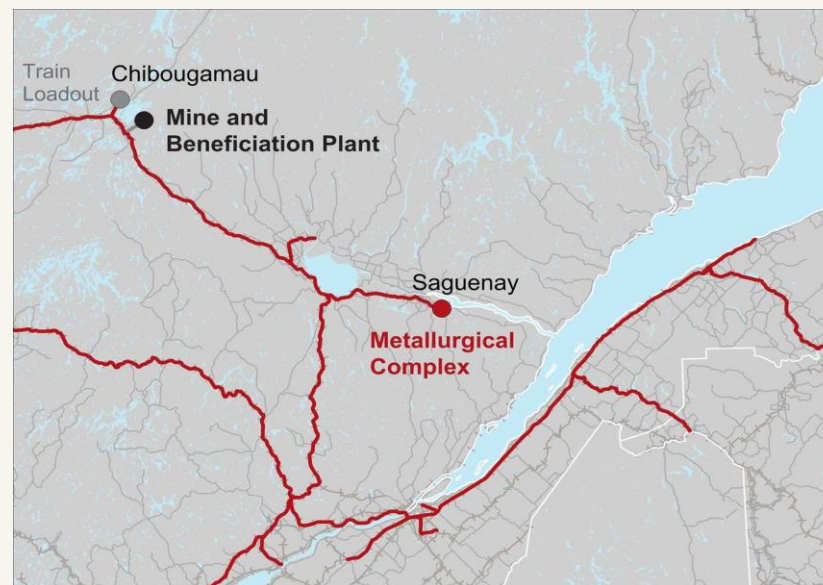 Train
Loadout
Chibougamau
Mine and
Beneficiation Plant
Saguenay
Metallurgical
Complex